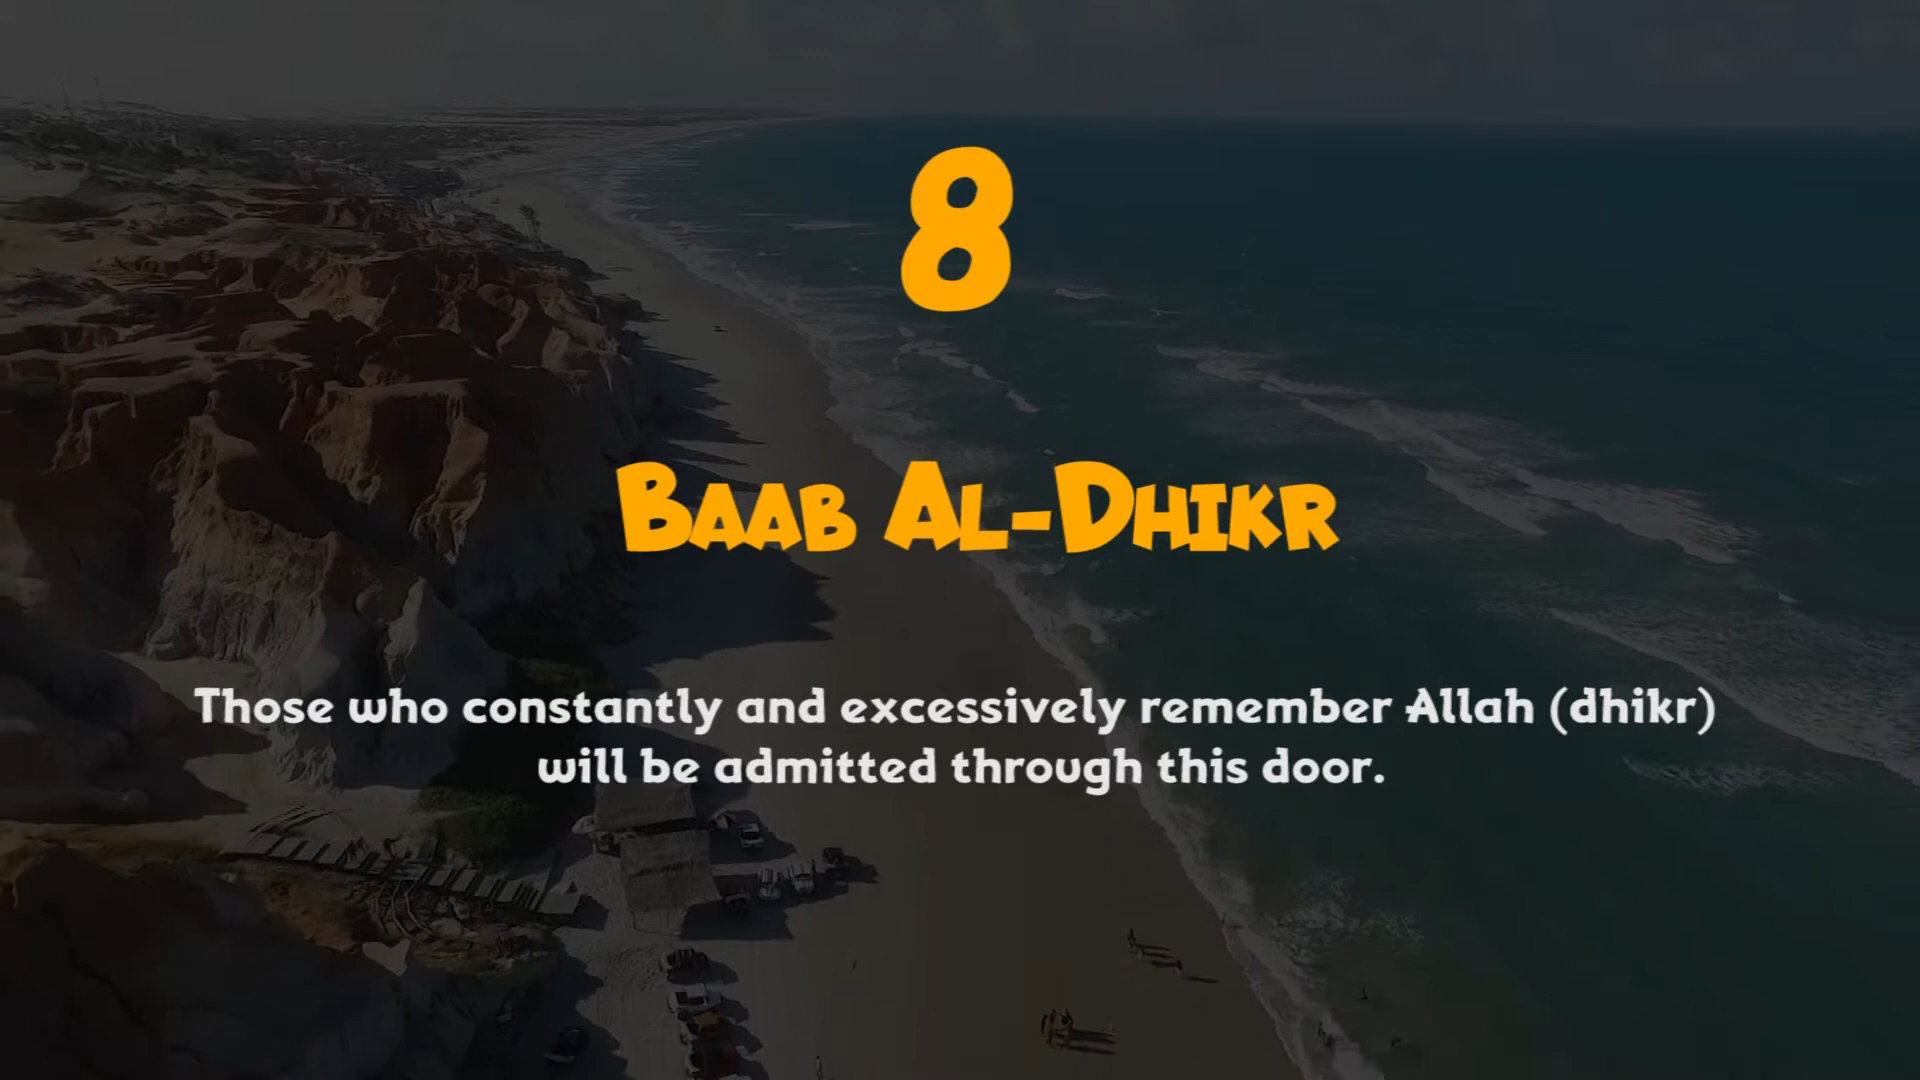 8
Baab Al-Dhikr
Those who constantly and excessively remember Allah (dhikr)
will be admitted through this door.